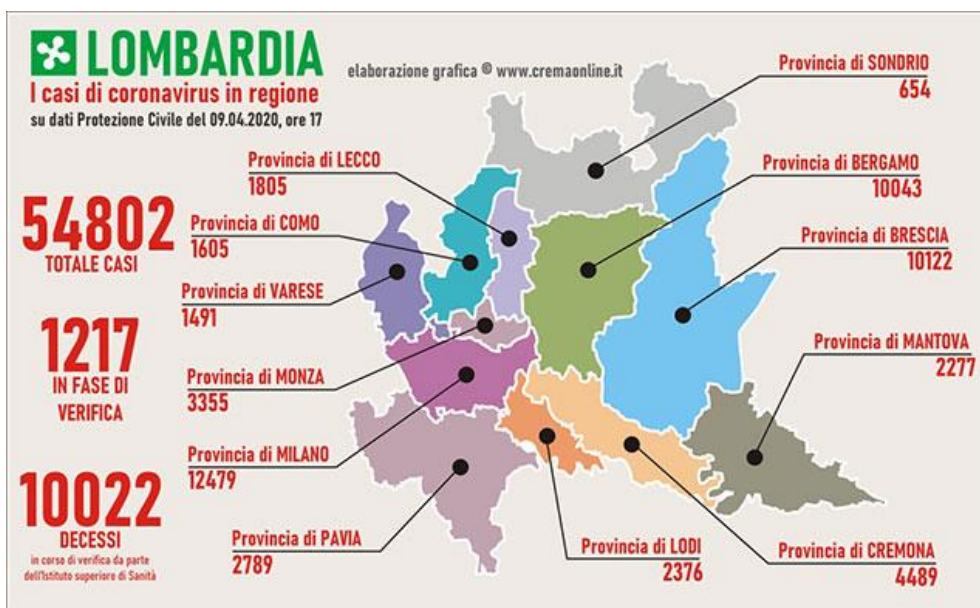 LOMBARDIA
I casi di coronavirus in regione
su dati Protezione Civile del 09.04.2020, ore 17
elaborazione grafica © www.cremaonline.it
54802
TOTALE CASI
1217
IN FASE DI
VERIFICA
10022
DECESSI
in corso di verifica da parte
dell'Istituto superiore di Sanità
Provincia di LECCO
1805
Provincia di COMO
1605
Provincia di VARESE
1491
Provincia di MONZA
3355
Provincia di MILANO
12479
Provincia di PAVIA
2789
Provincia di SONDRIO
654
Provincia di BERGAMO
10043
Provincia di BRESCIA
10122
Provincia di MANTOVA
2277
Provincia di LODI
2376
Provincia di CREMONA
4489